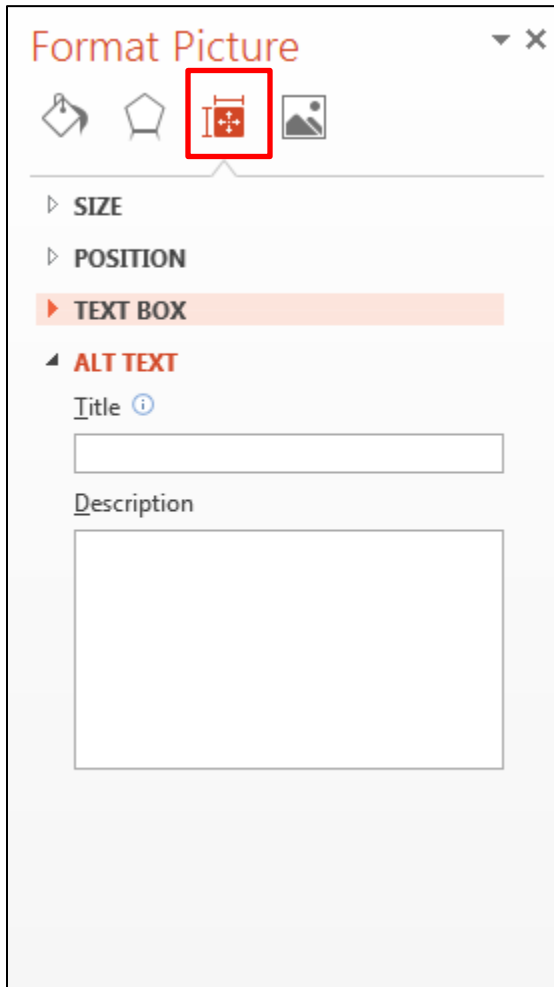 Format Picture
SIZE
POSITION
TEXT BOX
ALT TEXT
Title
Description